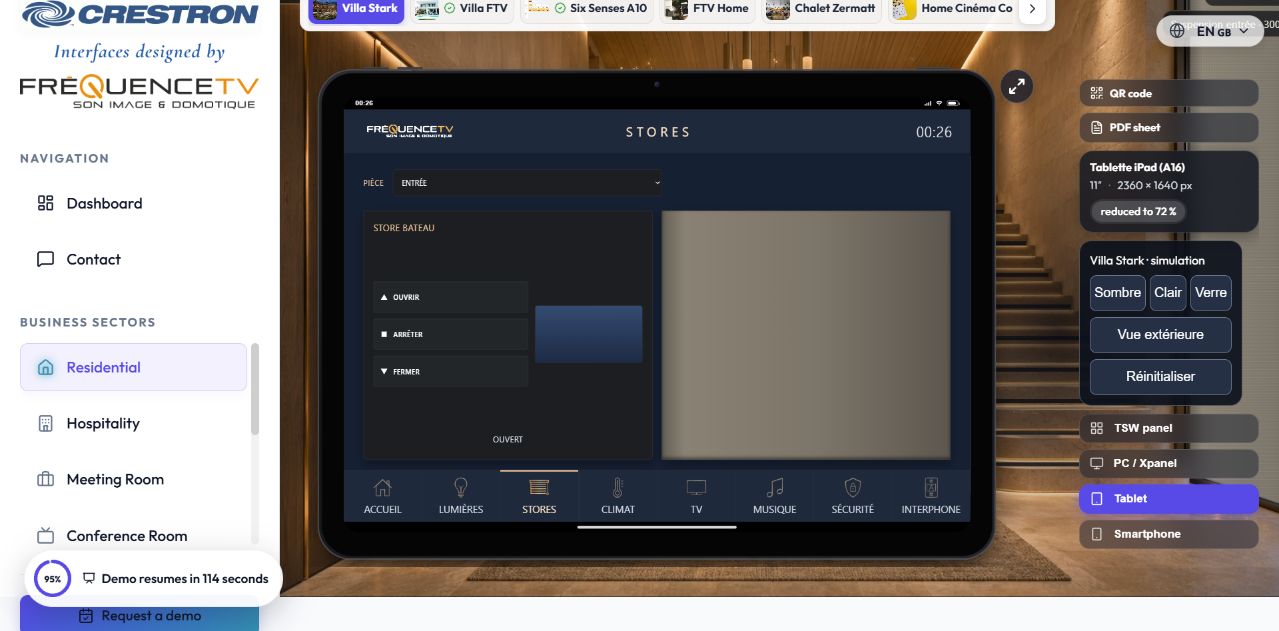 CRESTRON
Interfaces designed by
FRÉQUENCETV
SON IMAGE & DOMOTIQUE
NAVIGATION
Dashboard
Contact
BUSINESS SECTORS
Residential
Hospitality
Meeting Room
Conference Room
95%
Demo resumes in 114 seconds
Request a demo
Villa Stark
Villa FTV
Six Senses A10
FTV Home
Chalet Zermatt
Home Cinéma Co
EN GB
00:26
FRÉQUENCETV
SON IMAGE & DOMOTIQUE
STORES
00:26
PIÈCE
ENTRÉE
STORE BATEAU
OUVRIR
ARRÊTER
FERMER
OUVERT
ACCUEIL
LUMIÈRES
STORES
CLIMAT
TV
MUSIQUE
SÉCURITÉ
INTERPHONE
QR code
PDF sheet
Tablette iPad (A16)
11" · 2360 × 1640 px
reduced to 72 %
Villa Stark · simulation
Sombre
Clair
Verre
Vue extérieure
Réinitialiser
TSW panel
PC / Xpanel
Tablet
Smartphone